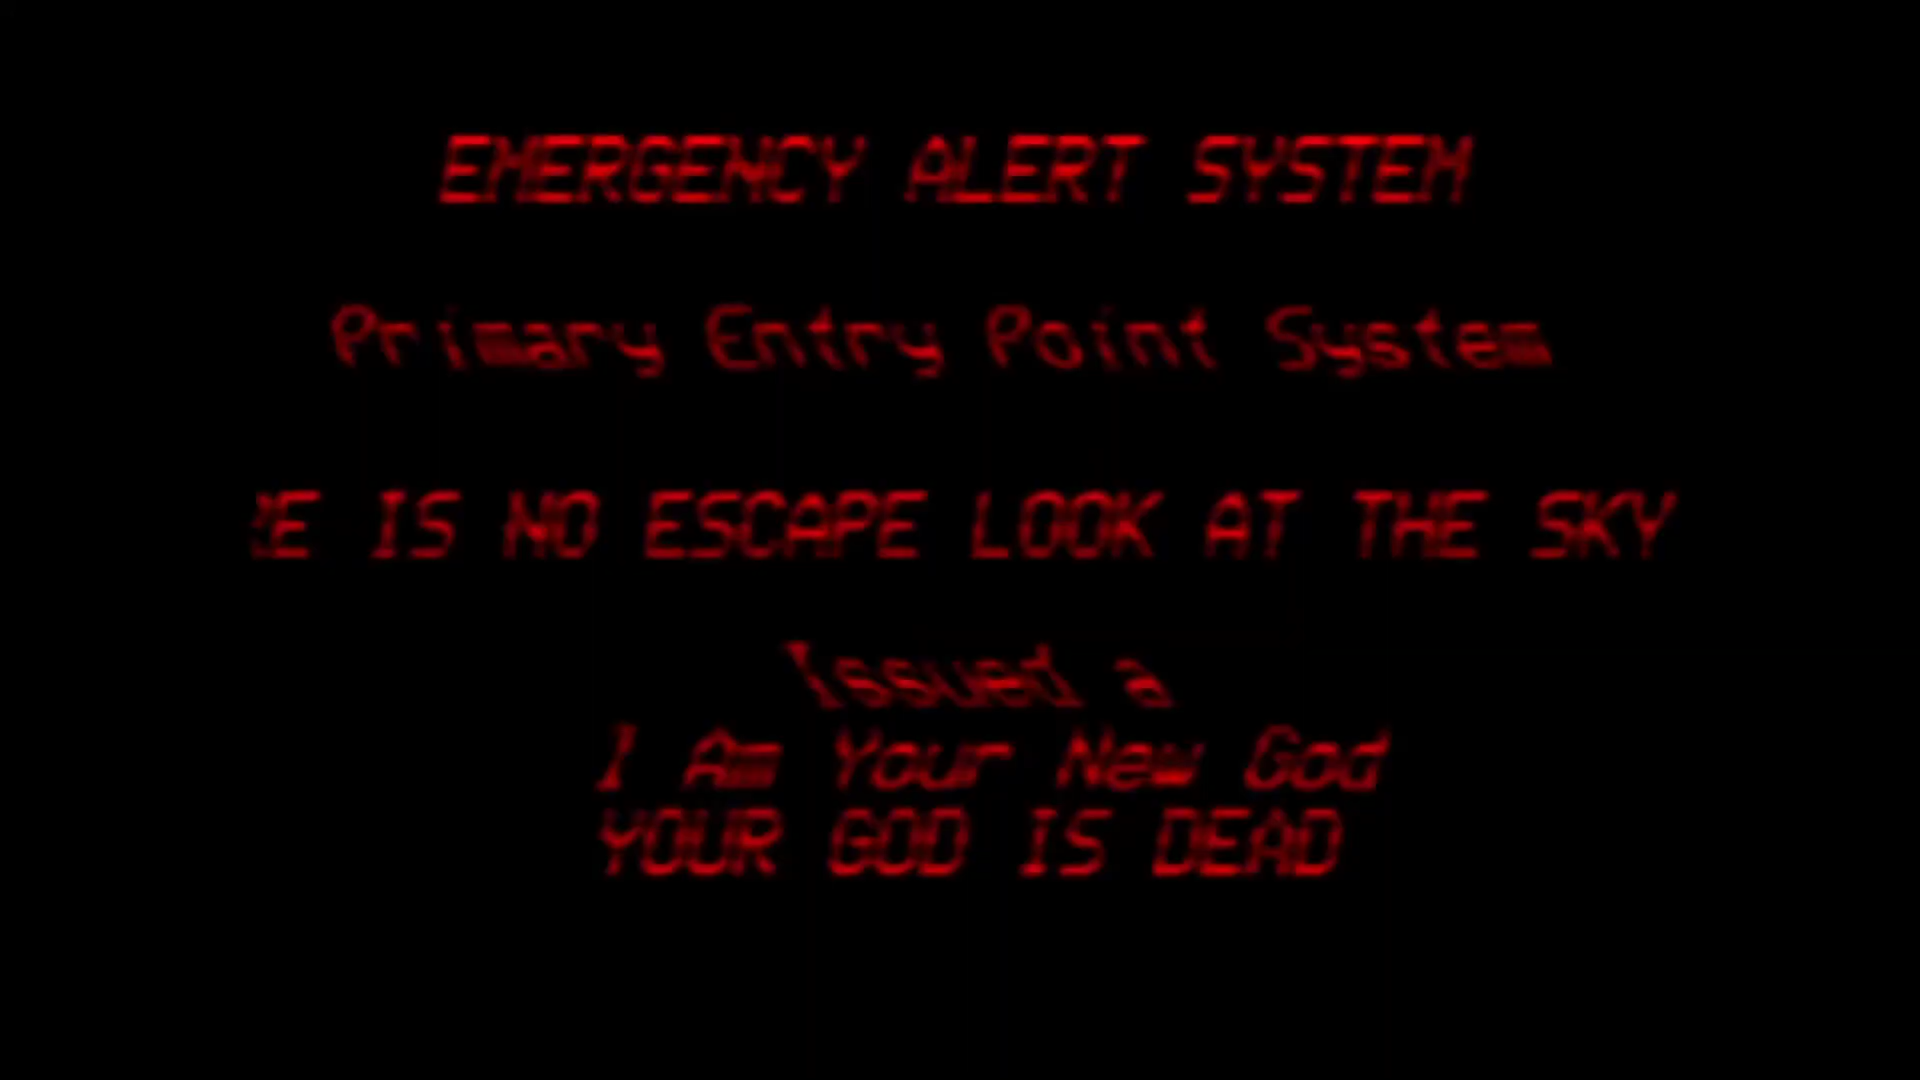 EMERGENCY ALERT SYSTEM
Primary Entry Point System
IS NO ESCAPE LOOK AT THE SKY
Issued a
I Am Your New God
YOUR GOD IS DEAD